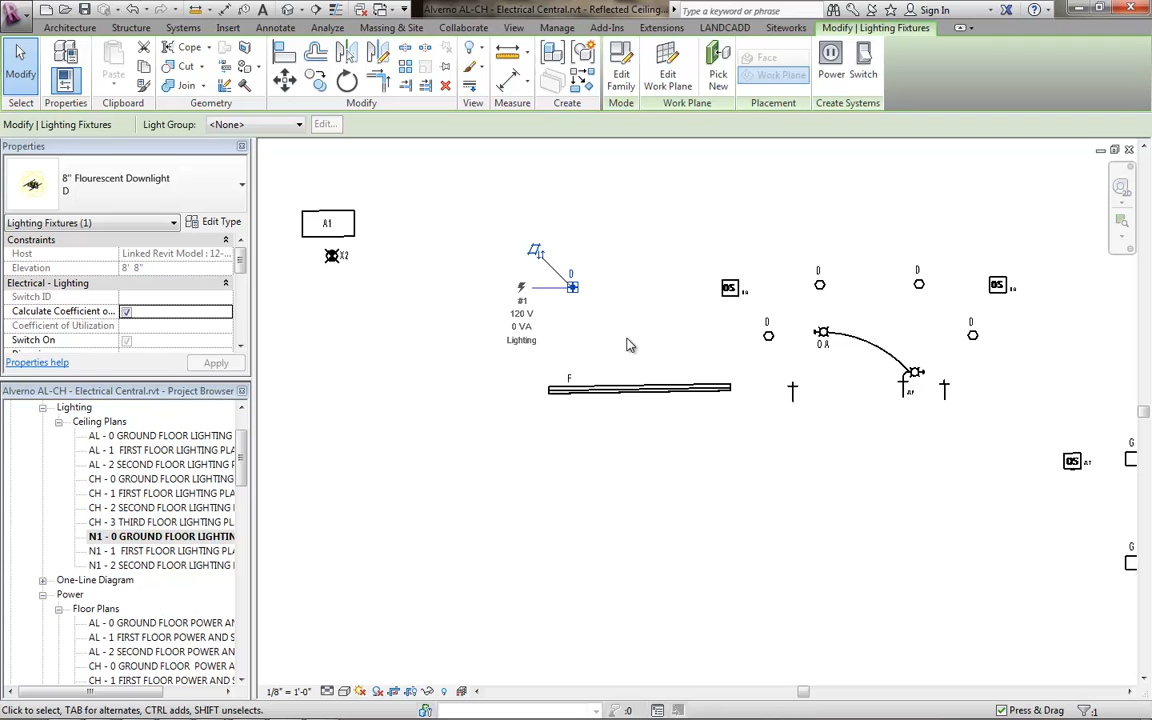 Alverno AL-CH - Electrical Central.rvt - Reflected Ceiling...
Type a keyword or phrase
Sign In
Architecture
Structure
Systems
Insert
Annotate
Analyze
Massing & Site
Collaborate
View
Manage
Add-Ins
Extensions
LANDCADD
Siteworks
Modify | Lighting Fixtures
Modify
Paste
Cope
Cut
Join
Edit Family
Edit Work Plane
Pick New
Face
Work Plane
Power
Switch
Select
Properties
Clipboard
Geometry
Modify
View
Measure
Create
Mode
Work Plane
Placement
Create Systems
Modify | Lighting Fixtures
Light Group:
<None>
Edit...
Properties
8" Flourescent Downlight
D
Lighting Fixtures (1)
Edit Type
Constraints
Host
Linked Revit Model : 12-...
Elevation
8' 8"
Electrical - Lighting
Switch ID
Calculate Coefficient o...
Coefficient of Utilization
Switch On
Properties help
Apply
Alverno AL-CH - Electrical Central.rvt - Project Browser
Lighting
Ceiling Plans
AL - 0 GROUND FLOOR LIGHTING
AL - 1 FIRST FLOOR LIGHTING PLA
AL - 2 SECOND FLOOR LIGHTING P
CH - 0 GROUND FLOOR LIGHTING
CH - 1 FIRST FLOOR LIGHTING PLA
CH - 2 SECOND FLOOR LIGHTING P
CH - 3 THIRD FLOOR LIGHTING PL
N1 - 0 GROUND FLOOR LIGHTIN
N1 - 1 FIRST FLOOR LIGHTING PLA
N1 - 2 SECOND FLOOR LIGHTING P
One-Line Diagram
Power
Floor Plans
AL - 0 GROUND FLOOR POWER AN
AL - 1 FIRST FLOOR POWER AND S
AL - 2 SECOND FLOOR POWER AN
CH - 0 GROUND FLOOR POWER A
CH - 1 FIRST FLOOR POWER AND S
A1
X2
D
#1
120 V
0 VA
Lighting
F
OS
D
D
OS
D
D
0 A
OS
G
G
1/8" = 1'-0"
Click to select, TAB for alternates, CTRL adds, SHIFT unselects.
:0
Press & Drag
:1